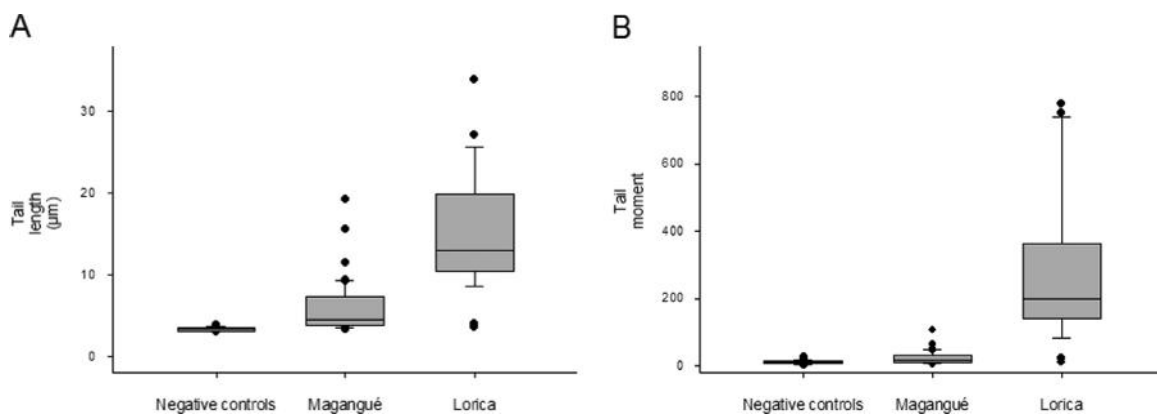 A
Tail
length
(µm)
30
20
10
0
Negative controls Magangué Lorica
B
Tail
moment
800
600
400
200
0
Negative controls Magangué Lorica